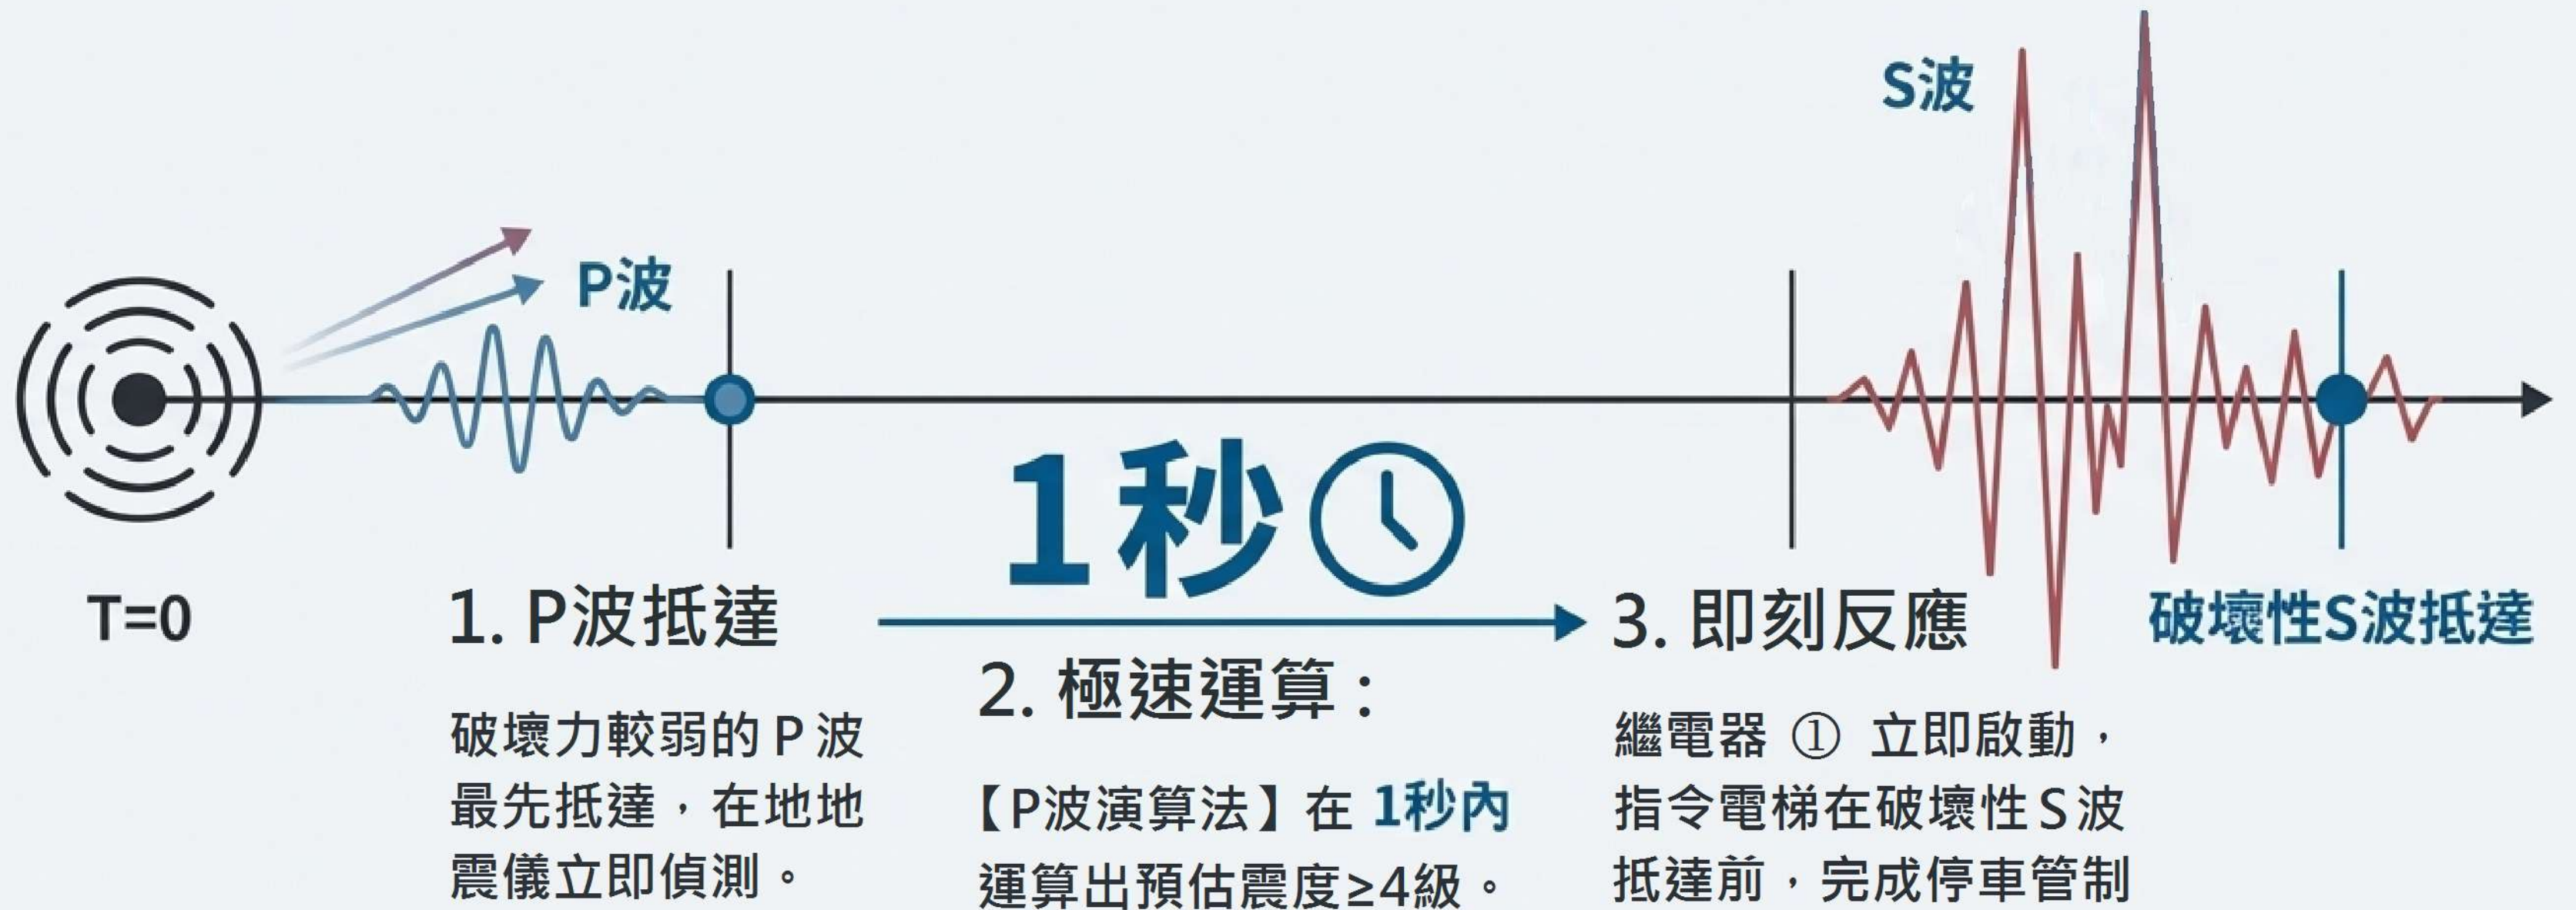 S波
P波
T=0
1秒
1. P波抵達
破壞力較弱的P波
最先抵達，在地地
震儀立即偵測。
2. 極速運算：
【P波演算法】在 1秒內
運算出預估震度≥4級。
3. 即刻反應
繼電器 ① 立即啟動，
指令電梯在破壞性S波
抵達前，完成停車管制
破壞性S波抵達